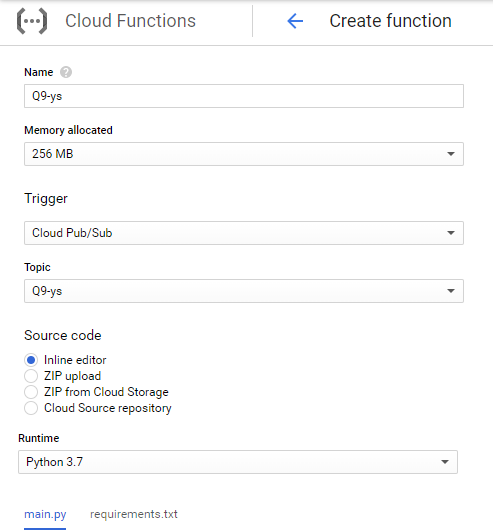 Cloud Functions
Create function
Name
Q9-ys
Memory allocated
256 MB
Trigger
Cloud Pub/Sub
Topic
Q9-ys
Source code
Inline editor
ZIP upload
ZIP from Cloud Storage
Cloud Source repository
Runtime
Python 3.7
main.py requirements.txt